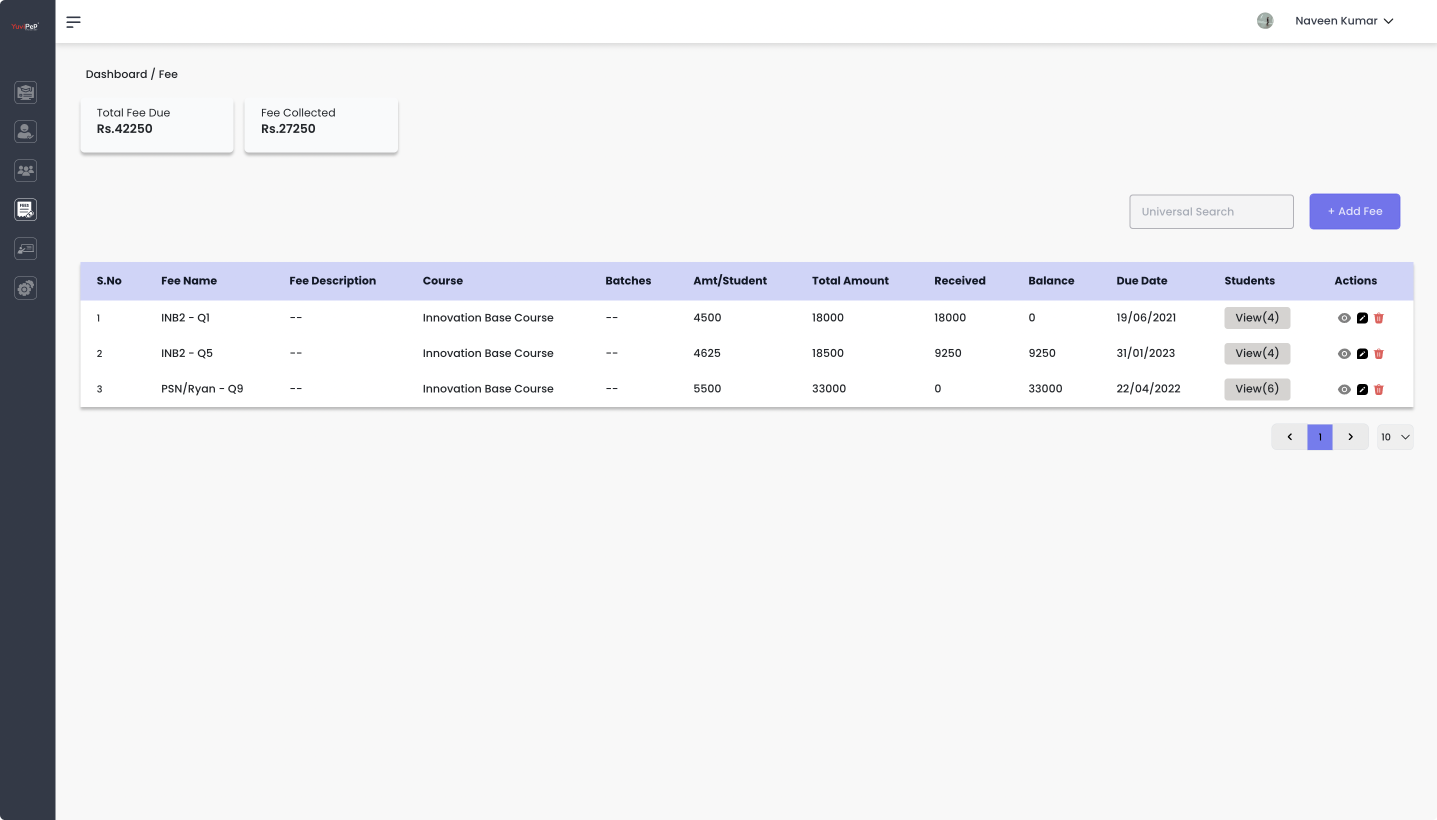 YuviPeP
Naveen Kumar
Dashboard / Fee
Total Fee Due
Rs.42250
Fee Collected
Rs.27250
Universal Search
+ Add Fee
S.No Fee Name Fee Description Course Batches Amt/Student Total Amount Received Balance Due Date Students Actions
1 INB2 - Q1 -- Innovation Base Course -- 4500 18000 18000 0 19/06/2021 View(4)
2 INB2 - Q5 -- Innovation Base Course -- 4625 18500 9250 9250 31/01/2023 View(4)
3 PSN/Ryan - Q9 -- Innovation Base Course -- 5500 33000 0 33000 22/04/2022 View(6)
1 10
FEES